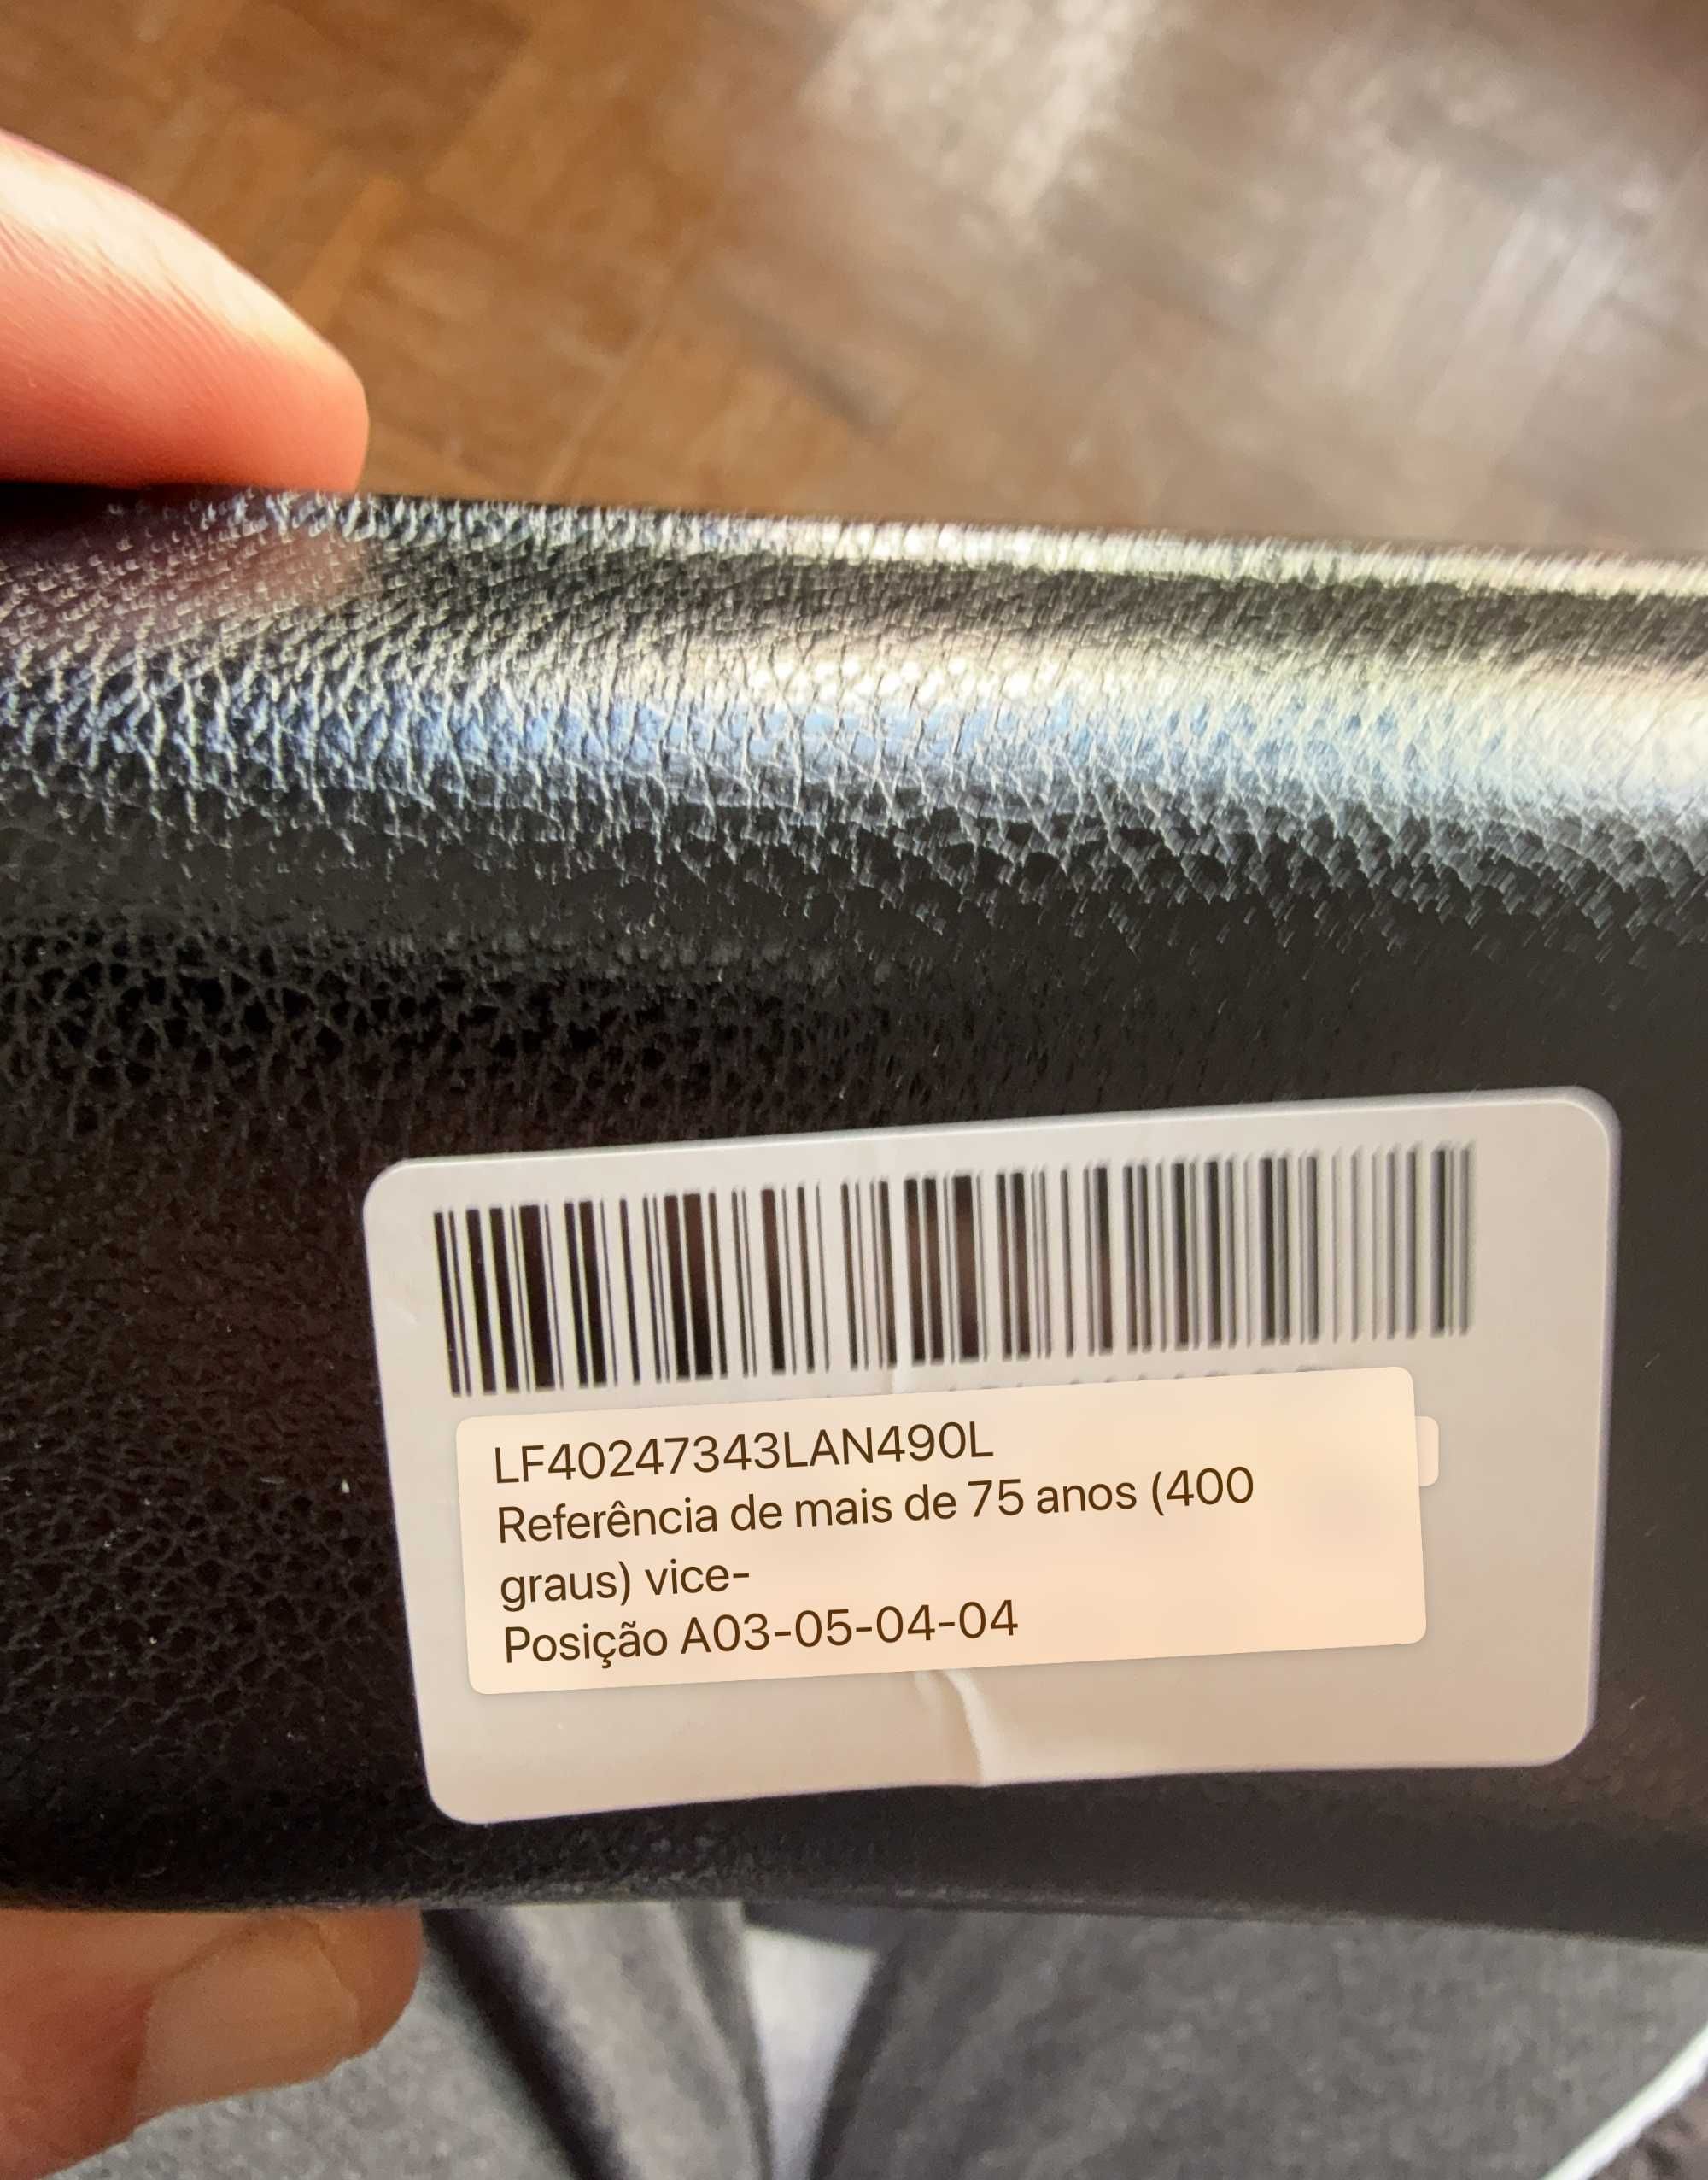 LF40247343LAN490L
Referência de mais de 75 anos (400
graus) vice-
Posição A03-05-04-04